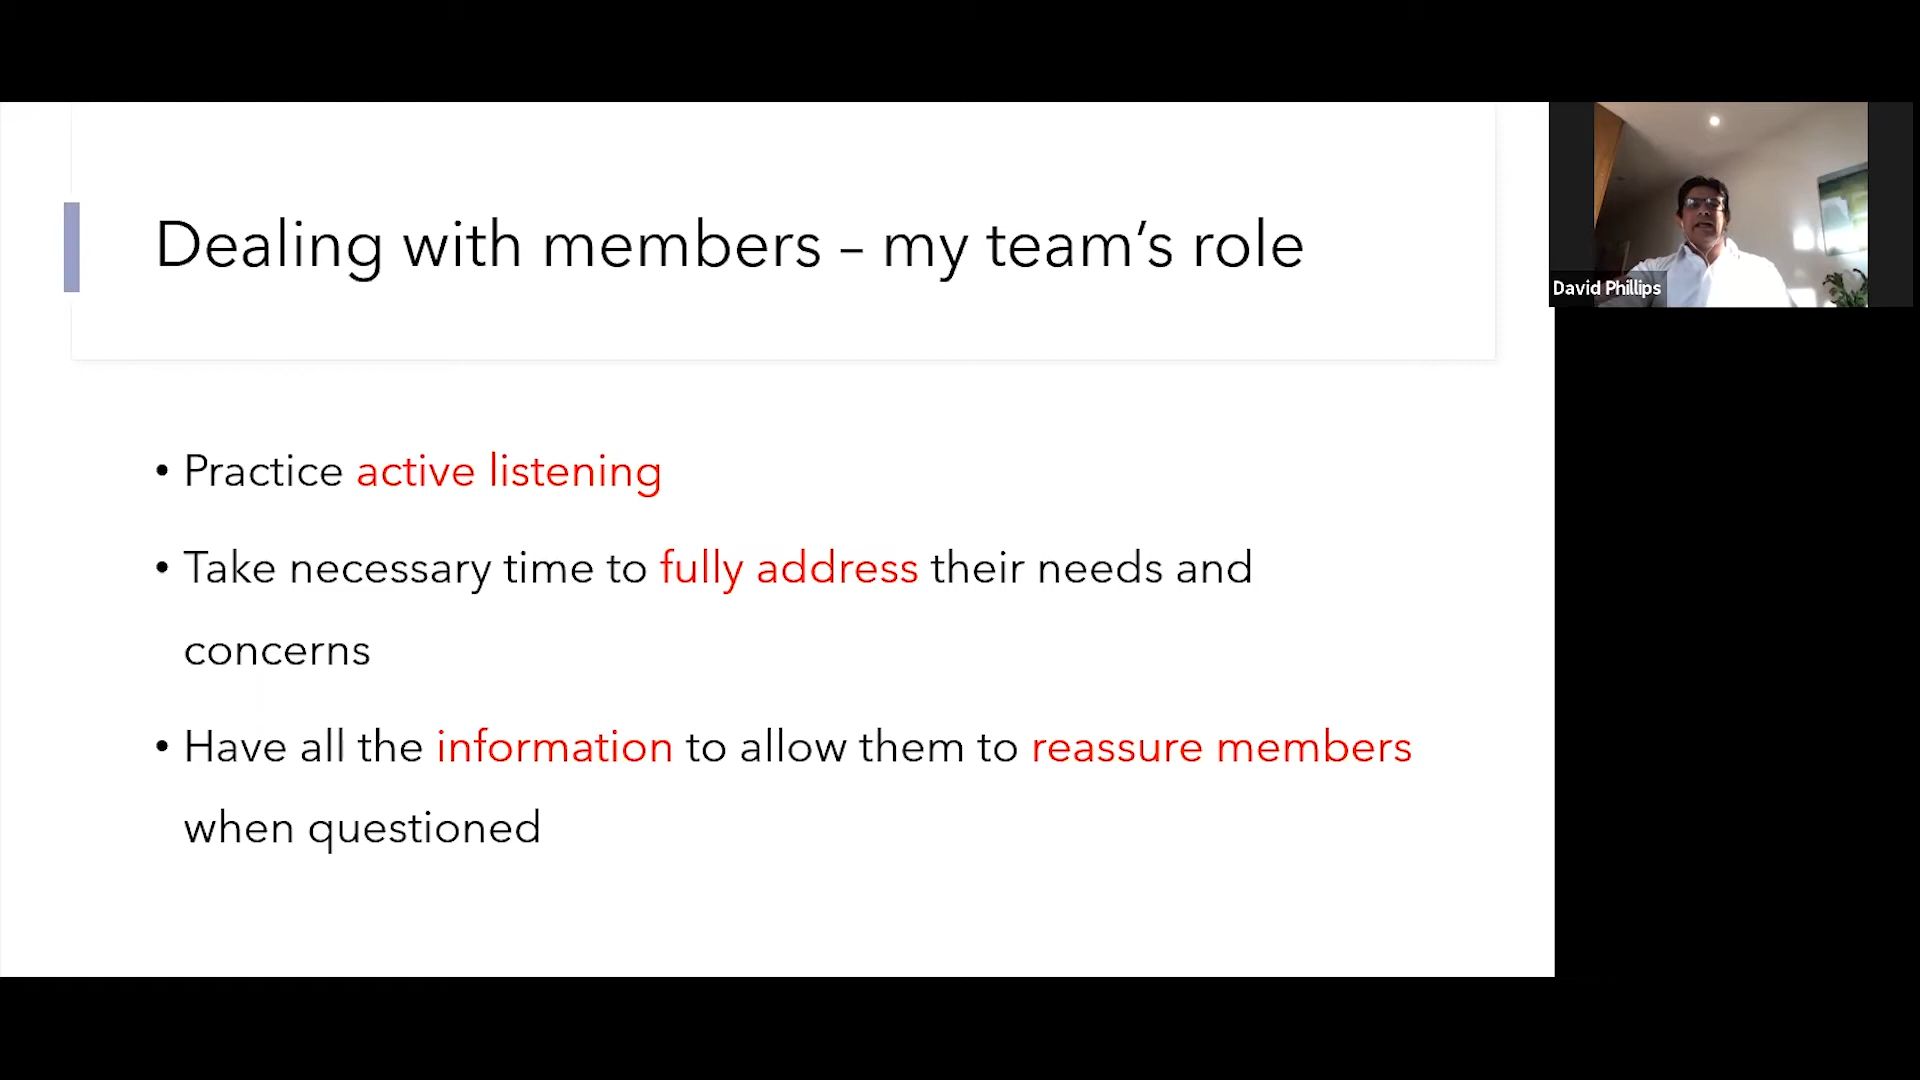 Dealing with members – my team’s role
David Phillips
• Practice active listening
• Take necessary time to fully address their needs and
concerns
• Have all the information to allow them to reassure members
when questioned